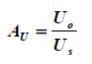 A_U = U_o / U_s